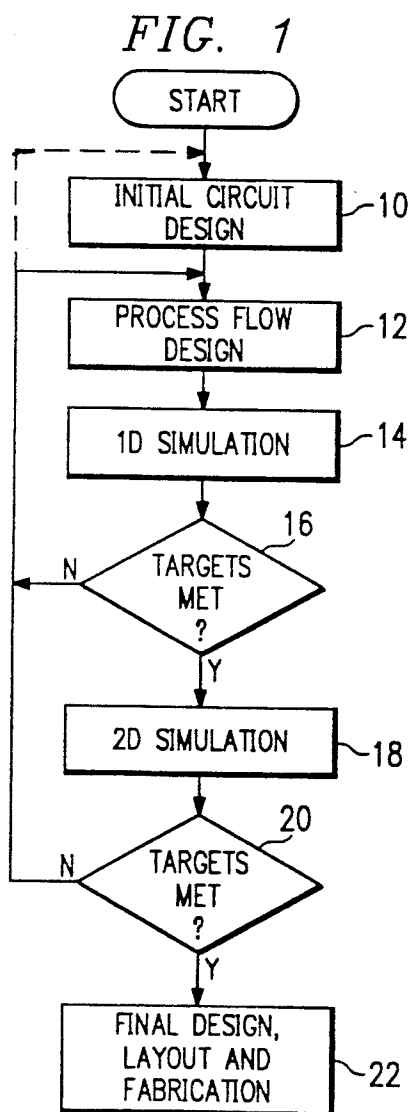 FIG. 1
START
INITIAL CIRCUIT
DESIGN
10
PROCESS FLOW
DESIGN
12
1D SIMULATION
14
16
TARGETS
MET
?
N
Y
2D SIMULATION
18
20
TARGETS
MET
?
N
Y
FINAL DESIGN,
LAYOUT AND
FABRICATION
22